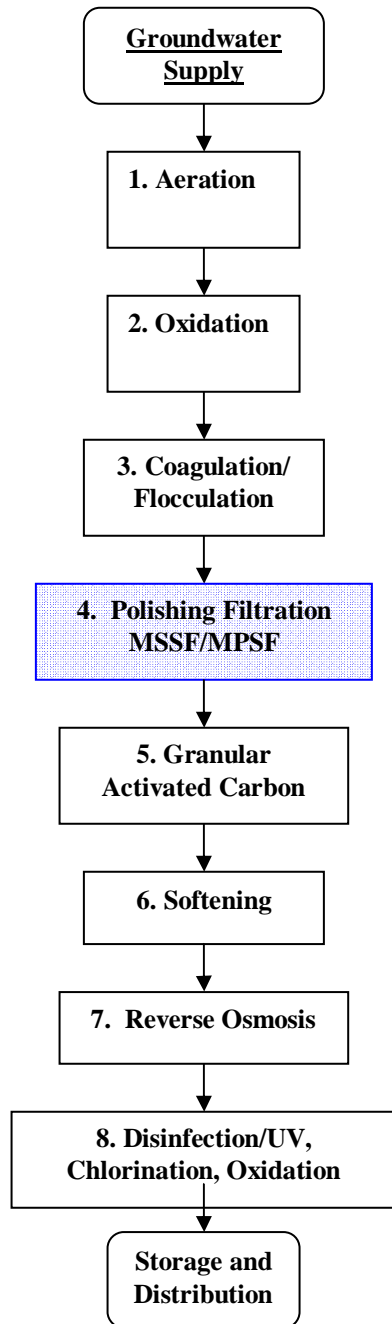 Groundwater
Supply
1. Aeration
2. Oxidation
3. Coagulation/
Flocculation
4. Polishing Filtration
MSSF/MPSF
5. Granular
Activated Carbon
6. Softening
7. Reverse Osmosis
8. Disinfection/UV,
Chlorination, Oxidation
Storage and
Distribution